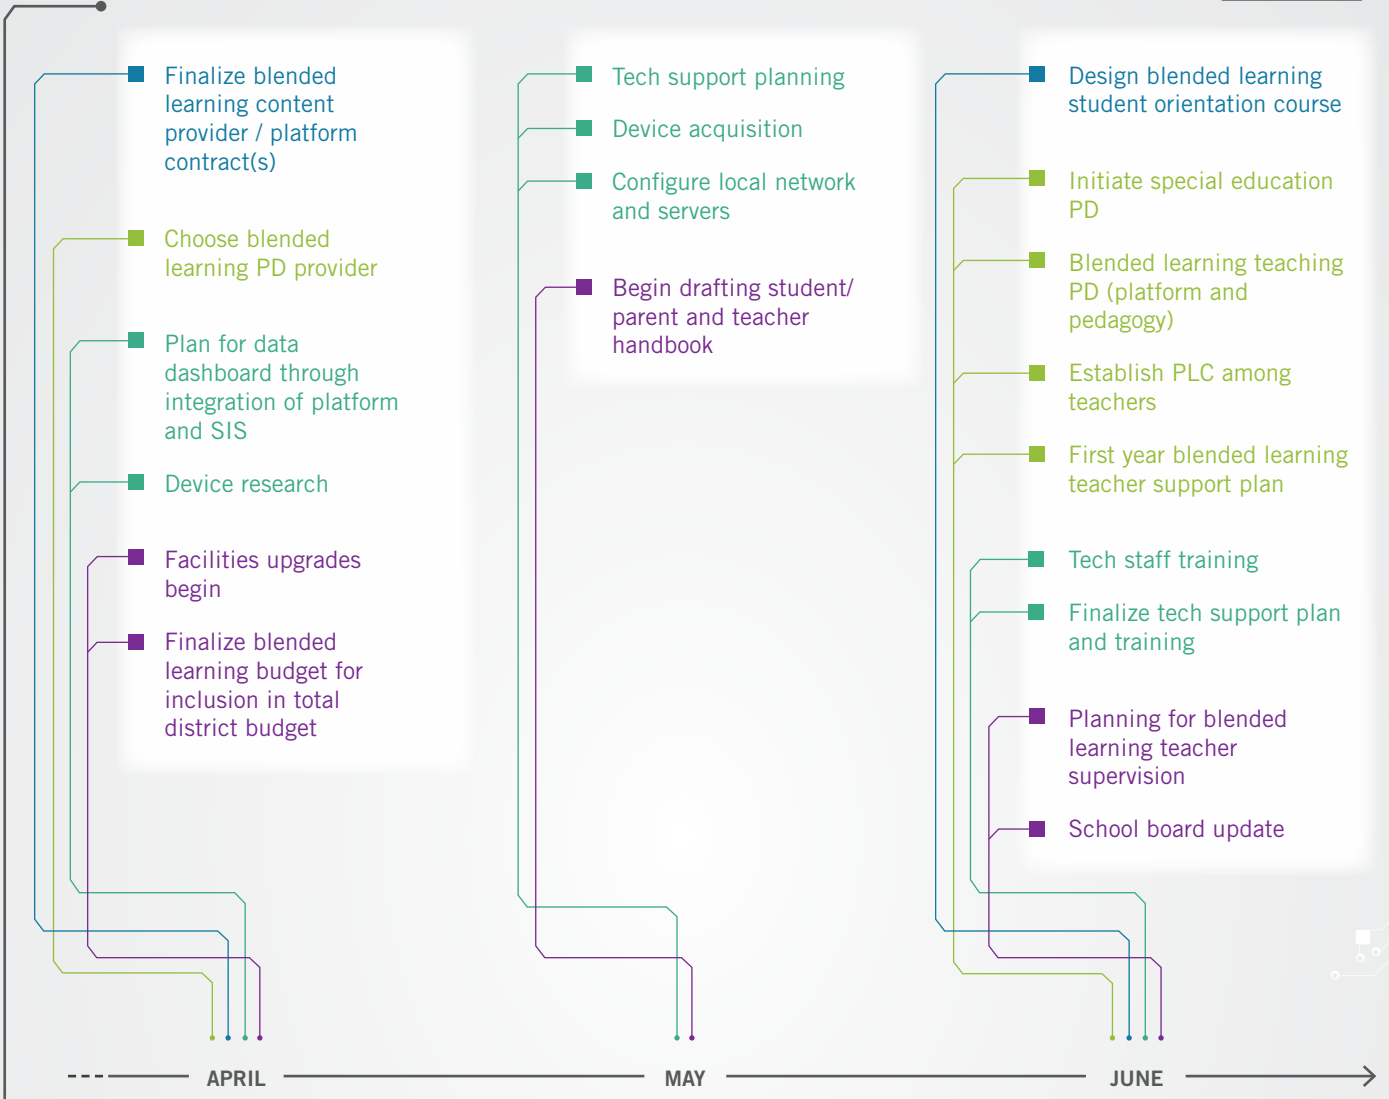 Finalize blended
learning content
provider / platform
contract(s)
Choose blended
learning PD provider
Plan for data
dashboard through
integration of platform
and SIS
Device research
Facilities upgrades
begin
Finalize blended
learning budget for
inclusion in total
district budget
Tech support planning
Device acquisition
Configure local network
and servers
Begin drafting student/
parent and teacher
handbook
Design blended learning
student orientation course
Initiate special education
PD
Blended learning teaching
PD (platform and
pedagogy)
Establish PLC among
teachers
First year blended learning
teacher support plan
Tech staff training
Finalize tech support plan
and training
Planning for blended
learning teacher
supervision
School board update
APRIL
MAY
JUNE